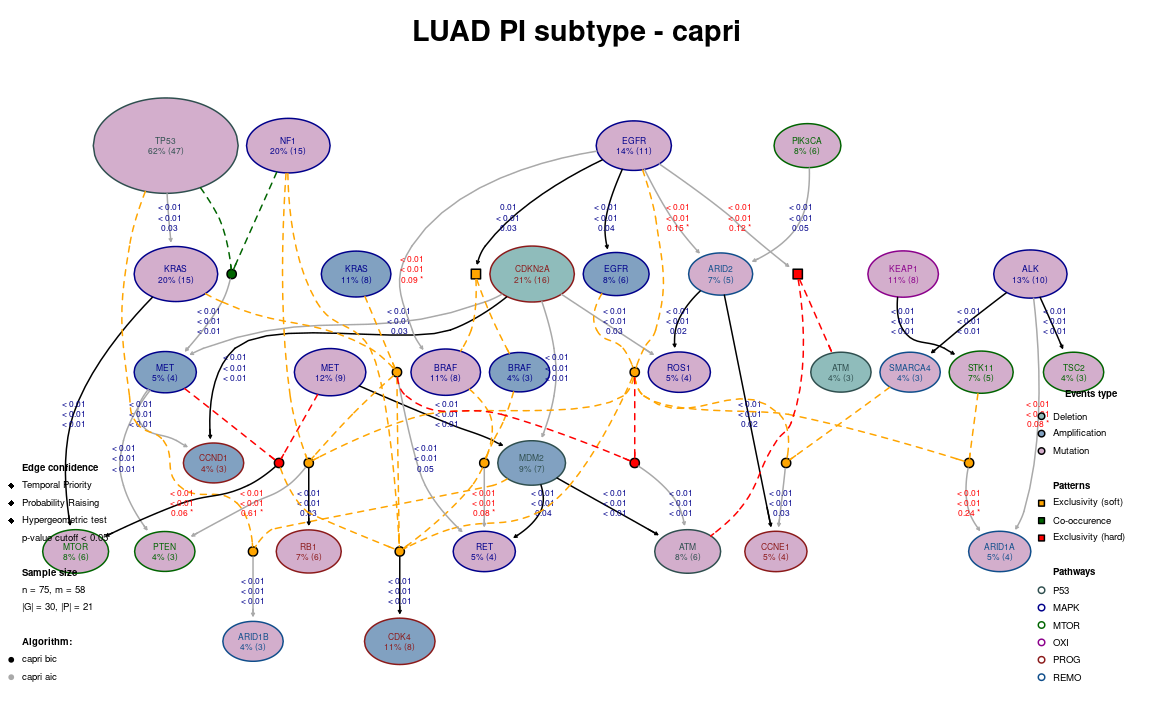 LUAD PI subtype - capri
TP53
62% (47)
NF1
20% (15)
EGFR
14% (11)
PIK3CA
8% (6)
< 0.01
< 0.01
0.03
0.01
< 0.01
0.03
< 0.01
< 0.01
0.04
< 0.01
< 0.01
0.15 *
< 0.01
< 0.01
0.12 *
< 0.01
< 0.01
0.05
KRAS
20% (15)
KRAS
11% (8)
< 0.01
< 0.01
0.09 *
CDKN2A
21% (16)
EGFR
8% (6)
ARID2
7% (5)
KEAP1
11% (8)
ALK
13% (10)
< 0.01
< 0.01
< 0.01
< 0.01
< 0.01
0.03
< 0.01
< 0.01
0.03
< 0.01
< 0.01
0.02
< 0.01
< 0.01
< 0.01
< 0.01
< 0.01
< 0.01
< 0.01
< 0.01
< 0.01
MET
5% (4)
< 0.01
< 0.01
< 0.01
MET
12% (9)
BRAF
11% (8)
BRAF
4% (3)
< 0.01
< 0.01
< 0.01
ROS1
5% (4)
ATM
4% (3)
SMARCA4
4% (3)
STK11
7% (5)
TSC2
4% (3)
< 0.01
< 0.01
< 0.01
< 0.01
< 0.01
< 0.01
< 0.01
< 0.01
< 0.01
< 0.01
< 0.01
0.02
< 0.01
< 0.01
0.08 *
Events type
Deletion
Amplification
Mutation
< 0.01
< 0.01
< 0.01
CCND1
4% (3)
< 0.01
< 0.01
0.05
MDM2
9% (7)
Edge confidence
Temporal Priority
Probability Raising
Hypergeometric test
p-value cutoff < 0.05
< 0.01
< 0.01
0.06 *
< 0.01
< 0.01
0.61 *
< 0.01
< 0.01
0.03
< 0.01
< 0.01
0.08 *
< 0.01
< 0.01
0.04
< 0.01
< 0.01
< 0.01
< 0.01
< 0.01
< 0.01
< 0.01
< 0.01
0.03
< 0.01
< 0.01
0.24 *
Patterns
Exclusivity (soft)
Co-occurence
Exclusivity (hard)
MTOR
8% (6)
PTEN
4% (3)
RB1
7% (6)
RET
5% (4)
ATM
8% (6)
CCNE1
5% (4)
ARID1A
5% (4)
Sample size
n = 75, m = 58
|G| = 30, |P| = 21
< 0.01
< 0.01
< 0.01
< 0.01
< 0.01
< 0.01
Pathways
P53
MAPK
MTOR
OXI
PROG
REMO
ARID1B
4% (3)
CDK4
11% (8)
Algorithm:
capri bic
capri aic